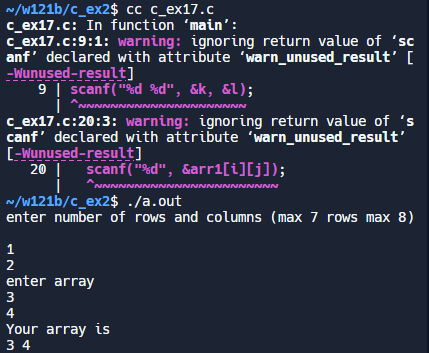 ~/w121b/c_ex2$ cc c_ex17.c
c_ex17.c: In function ‘main’:
c_ex17.c:9:1: warning: ignoring return value of ‘sc
anf’ declared with attribute ‘warn_unused_result’ [
-Wunused-result]
    9 | scanf("%d %d", &k, &l);
      | ^~~~~~~~~~~~~~~~~~~~~~
c_ex17.c:20:3: warning: ignoring return value of ‘s
canf’ declared with attribute ‘warn_unused_result’
[-Wunused-result]
   20 |   scanf("%d", &arr1[i][j]);
      |   ^~~~~~~~~~~~~~~~~~~~~~~~
~/w121b/c_ex2$ ./a.out
enter number of rows and columns (max 7 rows max 8)
1
2
enter array
3
4
Your array is
3 4